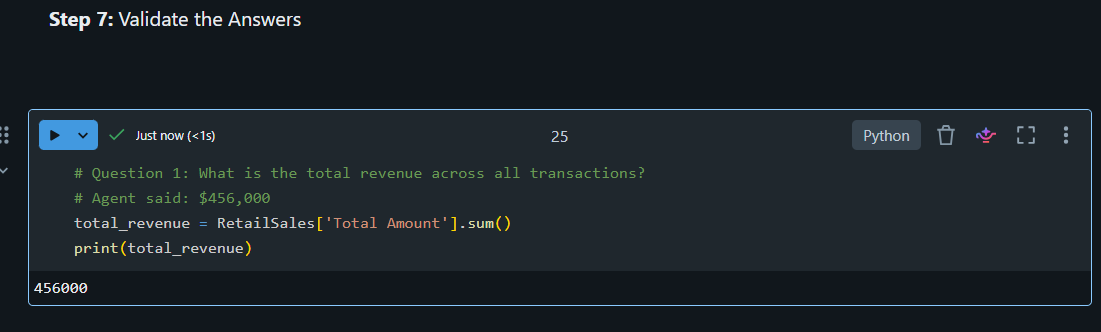 Step 7: Validate the Answers
Just now (<1s)
25
Python
# Question 1: What is the total revenue across all transactions?
# Agent said: $456,000
total_revenue = RetailSales['Total Amount'].sum()
print(total_revenue)
456000